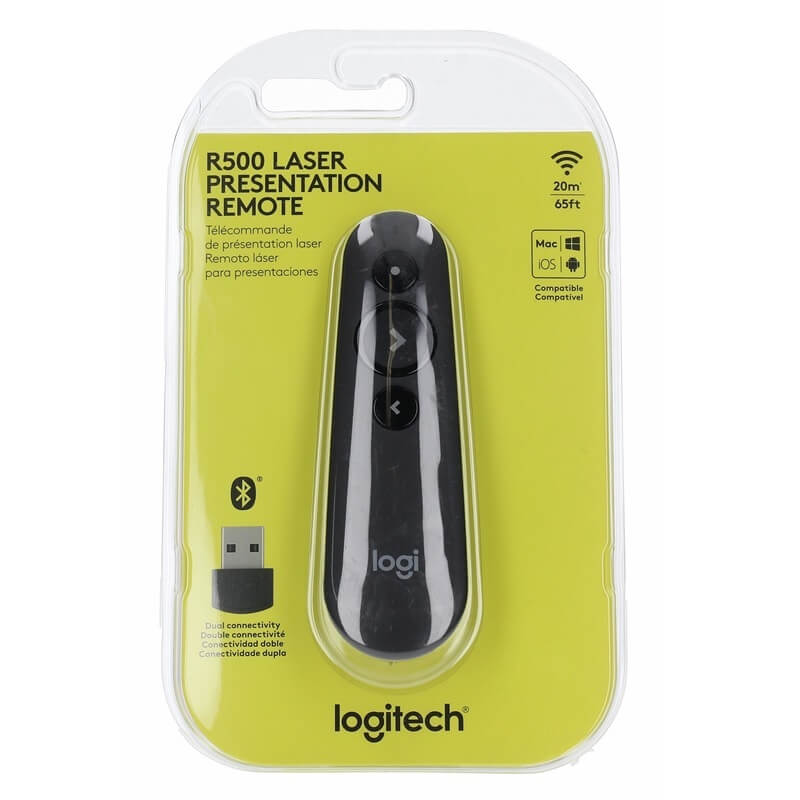 R500 LASER
PRESENTATION
REMOTE
Télécommande
de présentation laser
Remoto láser
para presentaciones
20m¹
65ft
Mac
iOS
Compatible
Compatível
logi
Dual connectivity
Double connectivité
Conectividad doble
Conectividade dupla
logitech®